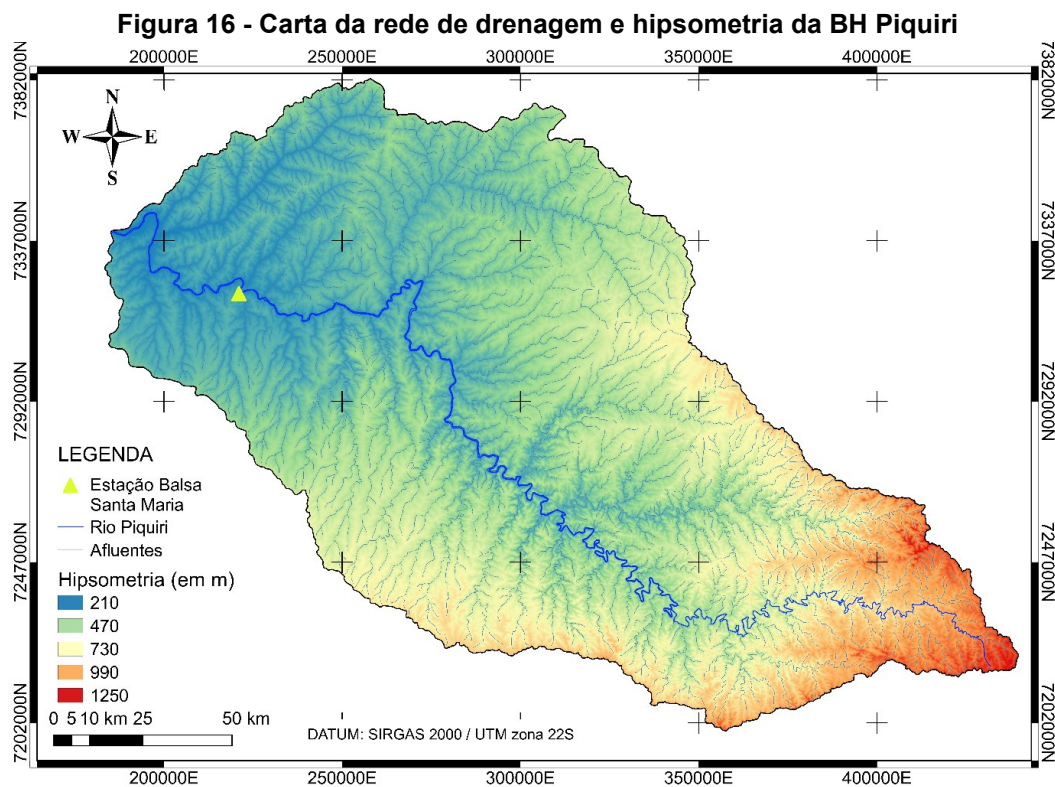 Figura 16 - Carta da rede de drenagem e hipsometria da BH Piquiri
200000E 250000E 300000E 350000E 400000E
7382000N 7382000N
N
W E
S
7337000N 7337000N
7292000N 7292000N
LEGENDA
Estação Balsa
Santa Maria
Rio Piquiri
Afluentes
7247000N 7247000N
Hipsometria (em m)
210
470
730
990
1250
0 5 10 km 25 50 km
DATUM: SIRGAS 2000 / UTM zona 22S
7202000N 7202000N
200000E 250000E 300000E 350000E 400000E